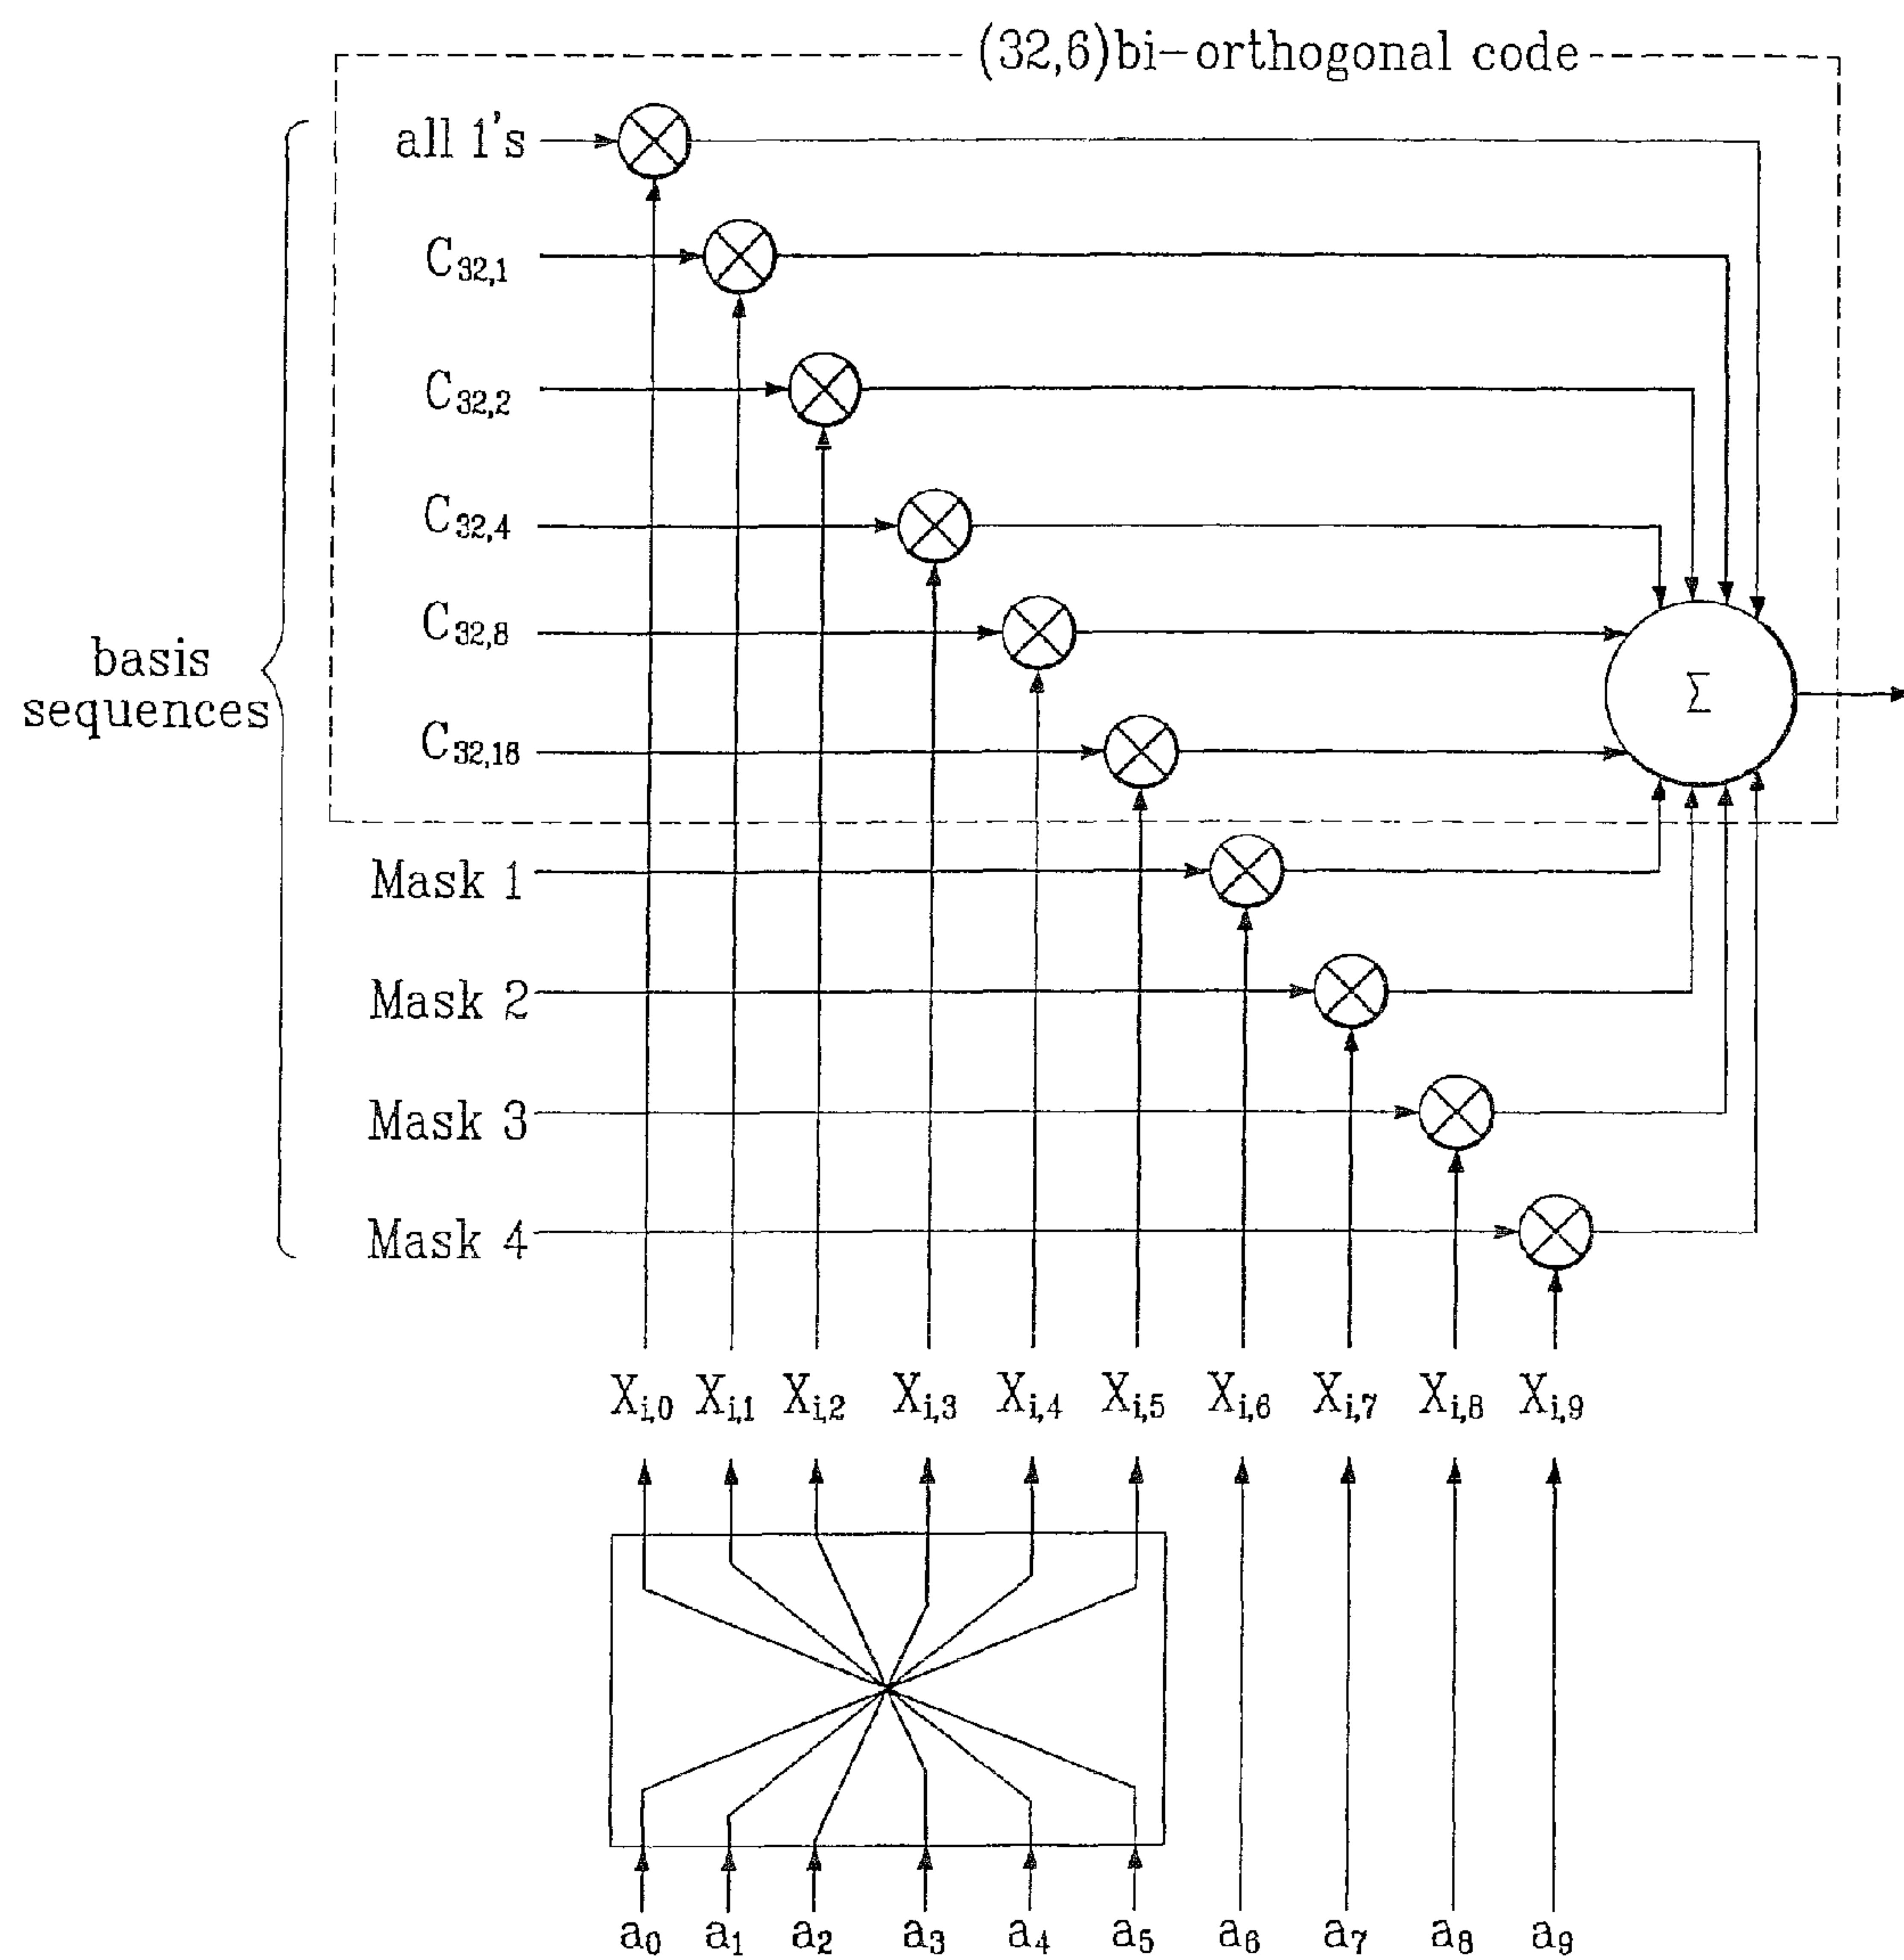 (32,6)bi-orthogonal code
all 1's
C32,1
C32,2
C32,4
C32,8
basis
sequences
Σ
C32,16
Mask 1
Mask 2
Mask 3
Mask 4
Xi,0 Xi,1 Xi,2 Xi,3 Xi,4 Xi,5 Xi,6 Xi,7 Xi,8 Xi,9
a0 a1 a2 a3 a4 a5 a6 a7 a8 a9